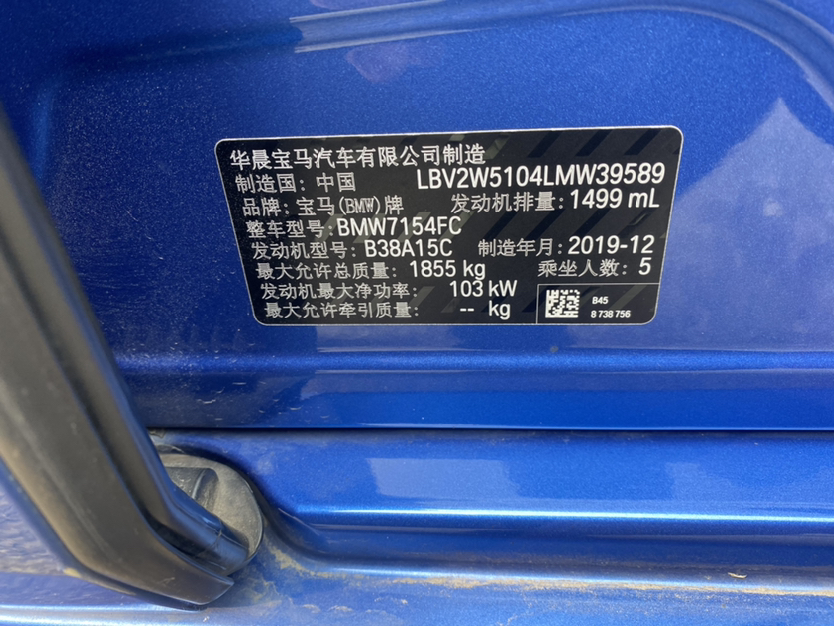 华晨宝马汽车有限公司制造
制造国：中国 LBV2W5104LMW39589
品牌：宝马(BMW)牌 发动机排量：1499 mL
整车型号：BMW7154FC
发动机型号：B38A15C 制造年月：2019-12
最大允许总质量：1855 kg 乘坐人数：5
发动机最大净功率： 103 kW
最大允许牵引质量： -- kg
B45
8 738 756